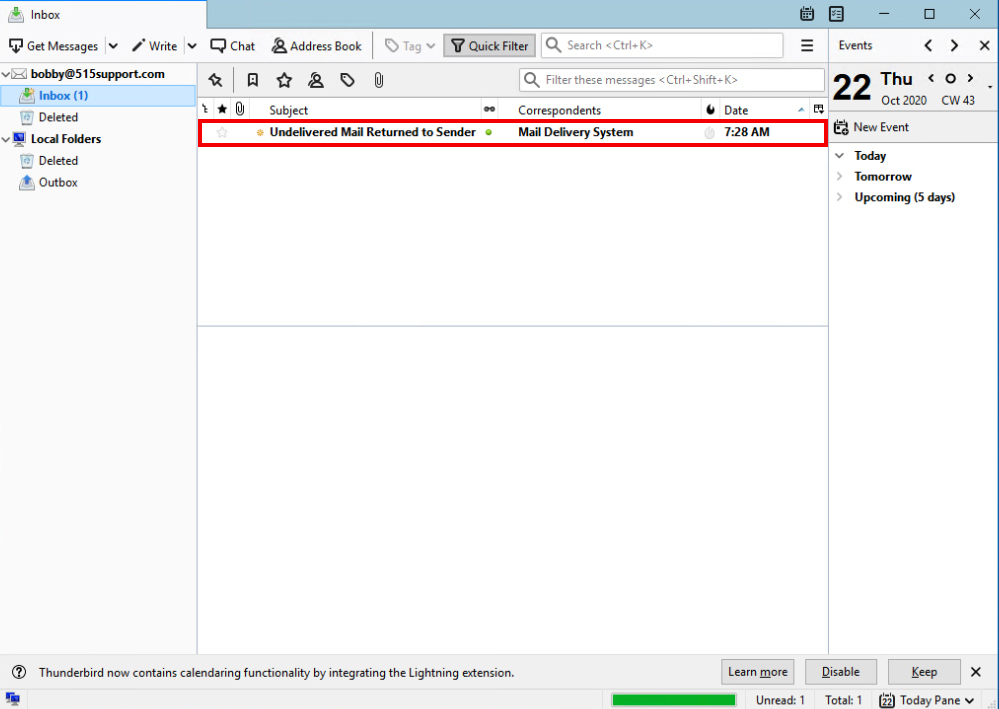 Inbox
Get Messages Write Chat Address Book Tag Quick Filter Search <Ctrl+K> Events
bobby@515support.com
Inbox (1)
Deleted
Local Folders
Deleted
Outbox
Filter these messages <Ctrl+Shift+K>
Subject Correspondents Date
Undelivered Mail Returned to Sender Mail Delivery System 7:28 AM
22 Thu
Oct 2020 CW 43
New Event
Today
Tomorrow
Upcoming (5 days)
Thunderbird now contains calendaring functionality by integrating the Lightning extension. Learn more Disable Keep
Unread: 1 Total: 1 22 Today Pane